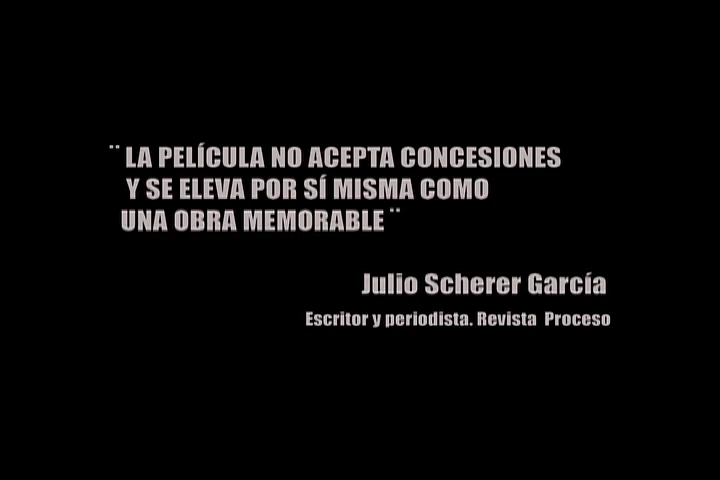 ¨ LA PELÍCULA NO ACEPTA CONCESIONES
Y SE ELEVA POR SÍ MISMA COMO
UNA OBRA MEMORABLE ¨
Julio Scherer García
Escritor y periodista. Revista Proceso